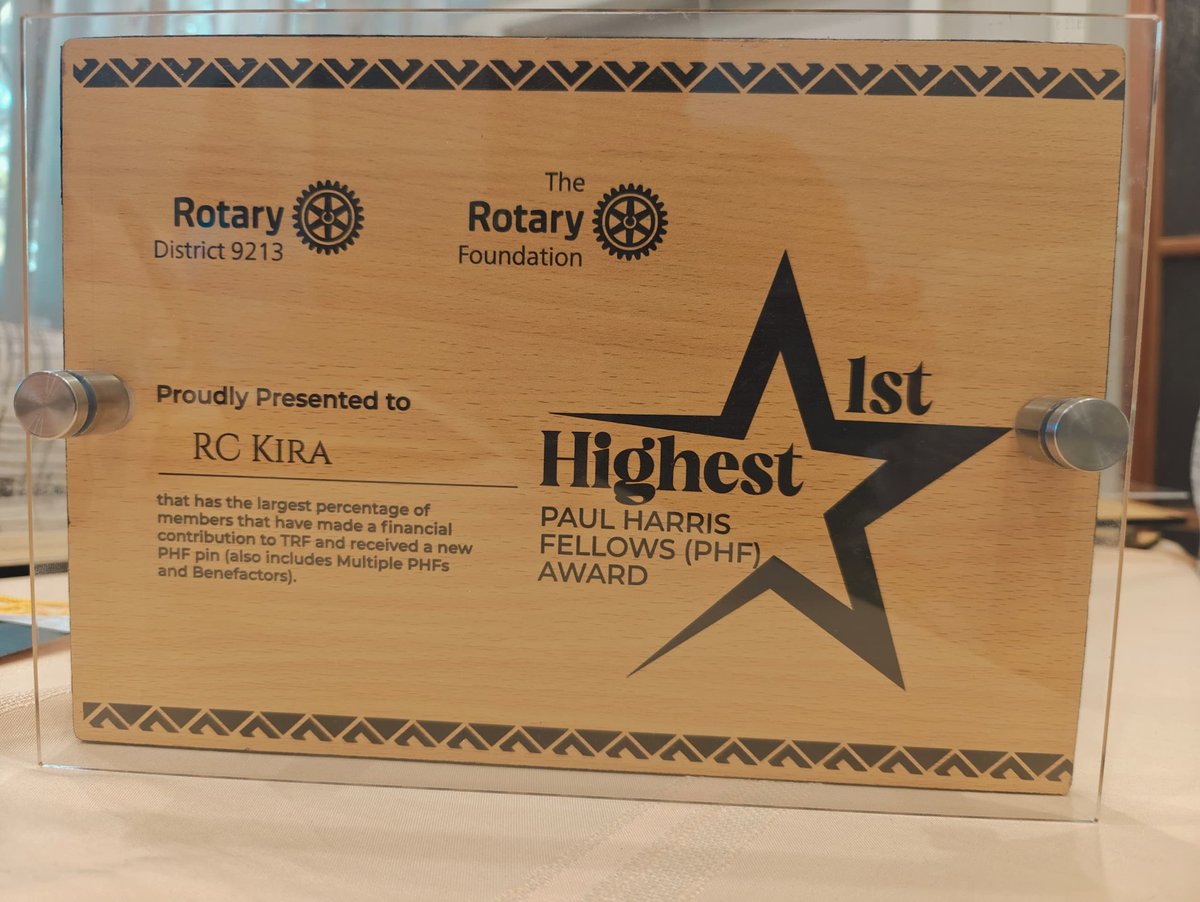 Rotary
District 9213
The
Rotary
Foundation
Proudly Presented to
RC KIRA
that has the largest percentage of
members that have made a financial
contribution to TRF and received a new
PHF pin (also includes Multiple PHFs
and Benefactors).
1st
Highest
PAUL HARRIS
FELLOWS (PHF)
AWARD